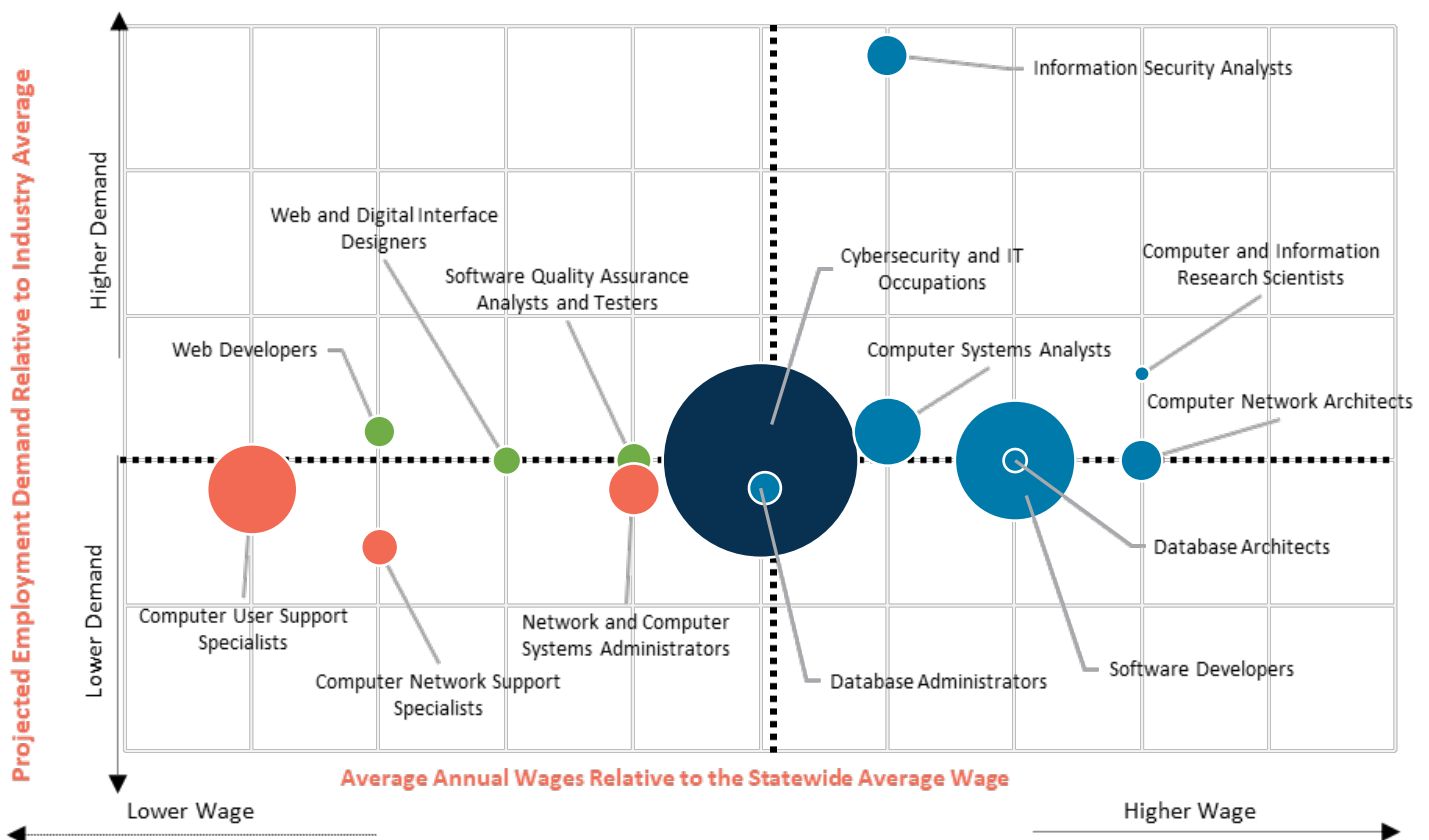 Projected Employment Demand Relative to Industry Average
Higher Demand
Lower Demand
Information Security Analysts
Web and Digital Interface
Designers
Software Quality Assurance
Analysts and Testers
Cybersecurity and IT
Occupations
Computer and Information
Research Scientists
Web Developers
Computer Systems Analysts
Computer Network Architects
Database Architects
Computer User Support
Specialists
Network and Computer
Systems Administrators
Computer Network Support
Specialists
Database Administrators
Software Developers
Average Annual Wages Relative to the Statewide Average Wage
Lower Wage
Higher Wage